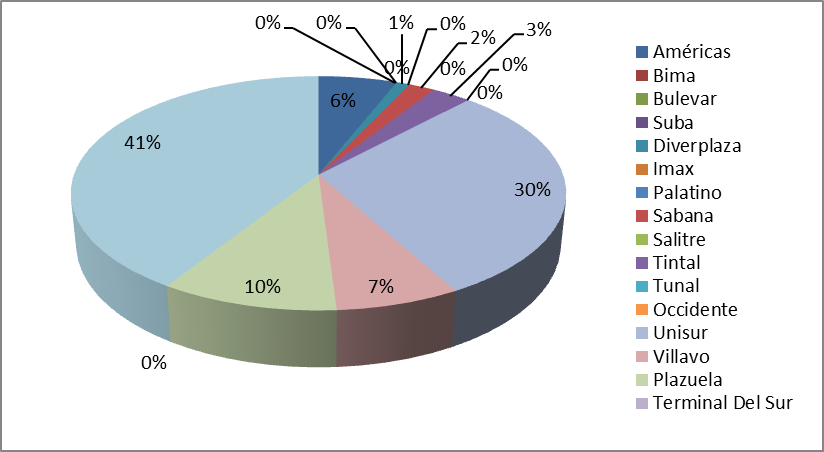 0%
0%
1%
0%
2%
3%
0%
0%
0%
0%
6%
41%
30%
10%
7%
0%
Américas
Bima
Bulevar
Suba
Diverplaza
Imax
Palatino
Sabana
Salitre
Tintal
Tunal
Occidente
Unisur
Villavo
Plazuela
Terminal Del Sur